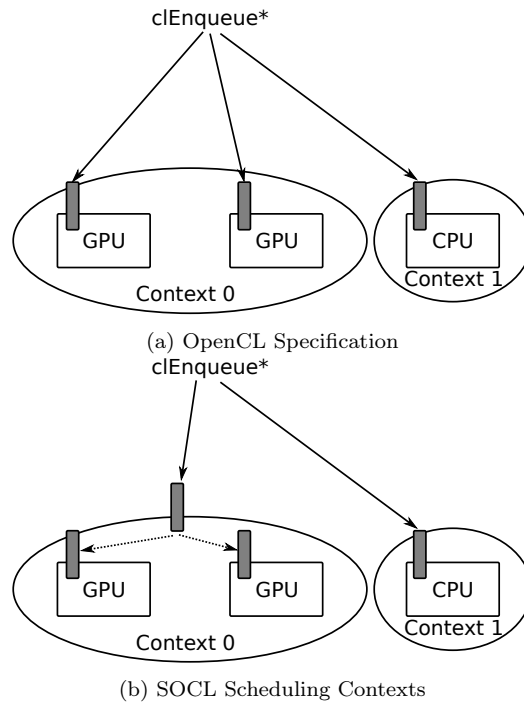 clEnqueue*
GPU GPU CPU
Context 0 Context 1
(a) OpenCL Specification
clEnqueue*
GPU GPU CPU
Context 0 Context 1
(b) SOCL Scheduling Contexts